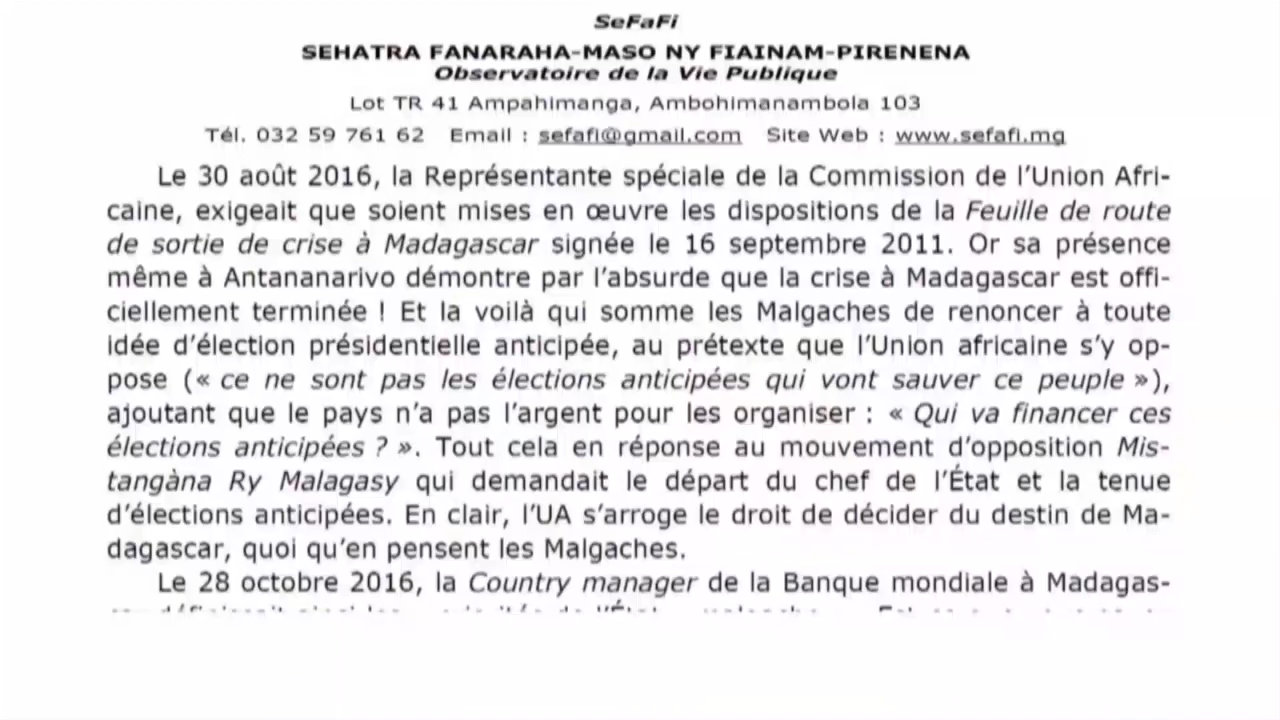 SeFaFi
SEHATRA FANARAHA-MASO NY FIAINAM-PIRENENA
Observatoire de la Vie Publique
Lot TR 41 Ampahimanga, Ambohimanambola 103
Tél. 032 59 761 62 Email : sefafi@gmail.com Site Web : www.sefafi.mg
Le 30 août 2016, la Représentante spéciale de la Commission de l’Union Afri-
caine, exigeait que soient mises en œuvre les dispositions de la Feuille de route
de sortie de crise à Madagascar signée le 16 septembre 2011. Or sa présence
même à Antananarivo démontre par l’absurde que la crise à Madagascar est offi-
ciellement terminée ! Et la voilà qui somme les Malgaches de renoncer à toute
idée d’élection présidentielle anticipée, au prétexte que l’Union africaine s’y op-
pose (« ce ne sont pas les élections anticipées qui vont sauver ce peuple »),
ajoutant que le pays n’a pas l’argent pour les organiser : « Qui va financer ces
élections anticipées ? ». Tout cela en réponse au mouvement d’opposition Mis-
tangàna Ry Malagasy qui demandait le départ du chef de l’État et la tenue
d’élections anticipées. En clair, l’UA s’arroge le droit de décider du destin de Ma-
dagascar, quoi qu’en pensent les Malgaches.
Le 28 octobre 2016, la Country manager de la Banque mondiale à Madagas-